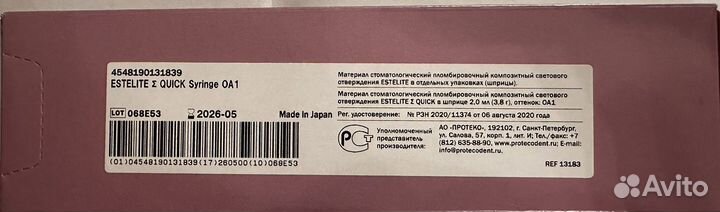 4548190131839
ESTELITE Σ QUICK Syringe OA1
LOT 068E53 2026-05 Made in Japan
(01)04548190131839(17)260500(10)068E53
Материал стоматологический пломбировочный композитный светового
отверждения ESTELITE в отдельных упаковках (шприцы).
Материал стоматологический пломбировочный композитный светового
отверждения ESTELITE Σ QUICK в шприце 2,0 мл (3,8 г), оттенок: OA1
Рег. удостоверение: № РЗН 2020/11374 от 06 августа 2020 года
РСТ
Уполномоченный
представитель
производителя:
АО «ПРОТЕКО», 192102, г. Санкт-Петербург,
ул. Салова, 57, корп. 1, лит. И; Тел./факс: +7
(812) 635-88-90, www.protecodent.ru, E-mail:
info@protecodent.ru
REF 13183
Avito